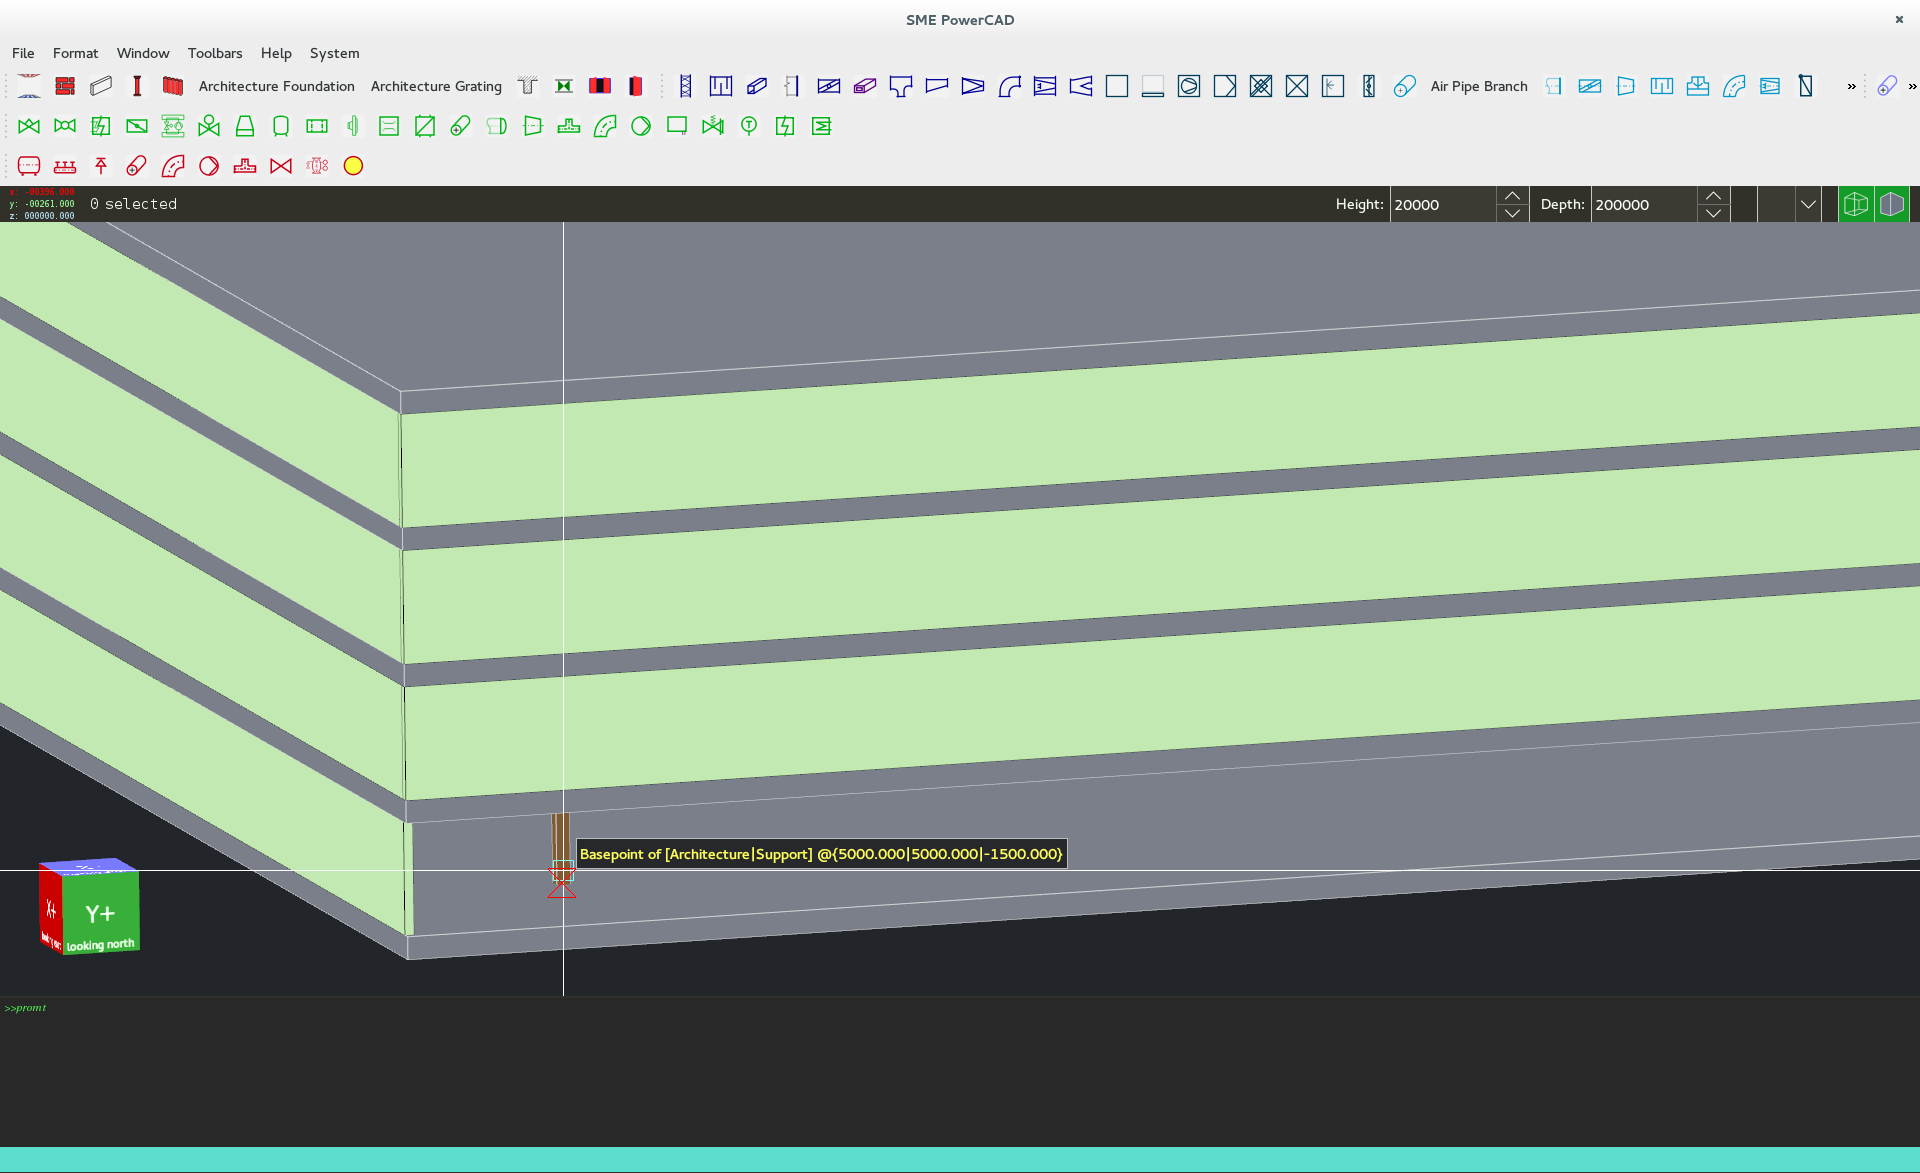 SME PowerCAD
File Format Window Toolbars Help System
Architecture Foundation Architecture Grating Air Pipe Branch
y: -00261.000
z: 000000.000
0 selected Height: 20000 Depth: 200000
Basepoint of [Architecture|Support] @{5000.000|5000.000|-1500.000}
X+
Y+
looking north
>>promt